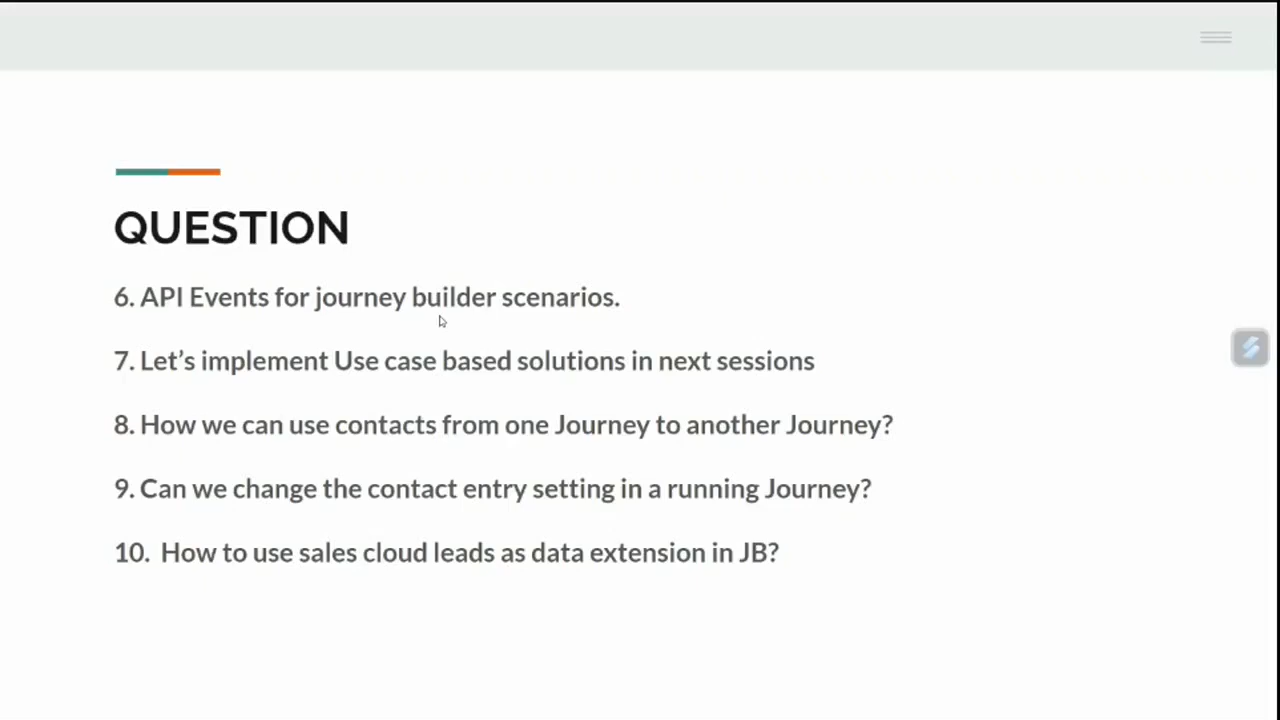 QUESTION
6. API Events for journey builder scenarios.
7. Let’s implement Use case based solutions in next sessions
8. How we can use contacts from one Journey to another Journey?
9. Can we change the contact entry setting in a running Journey?
10. How to use sales cloud leads as data extension in JB?